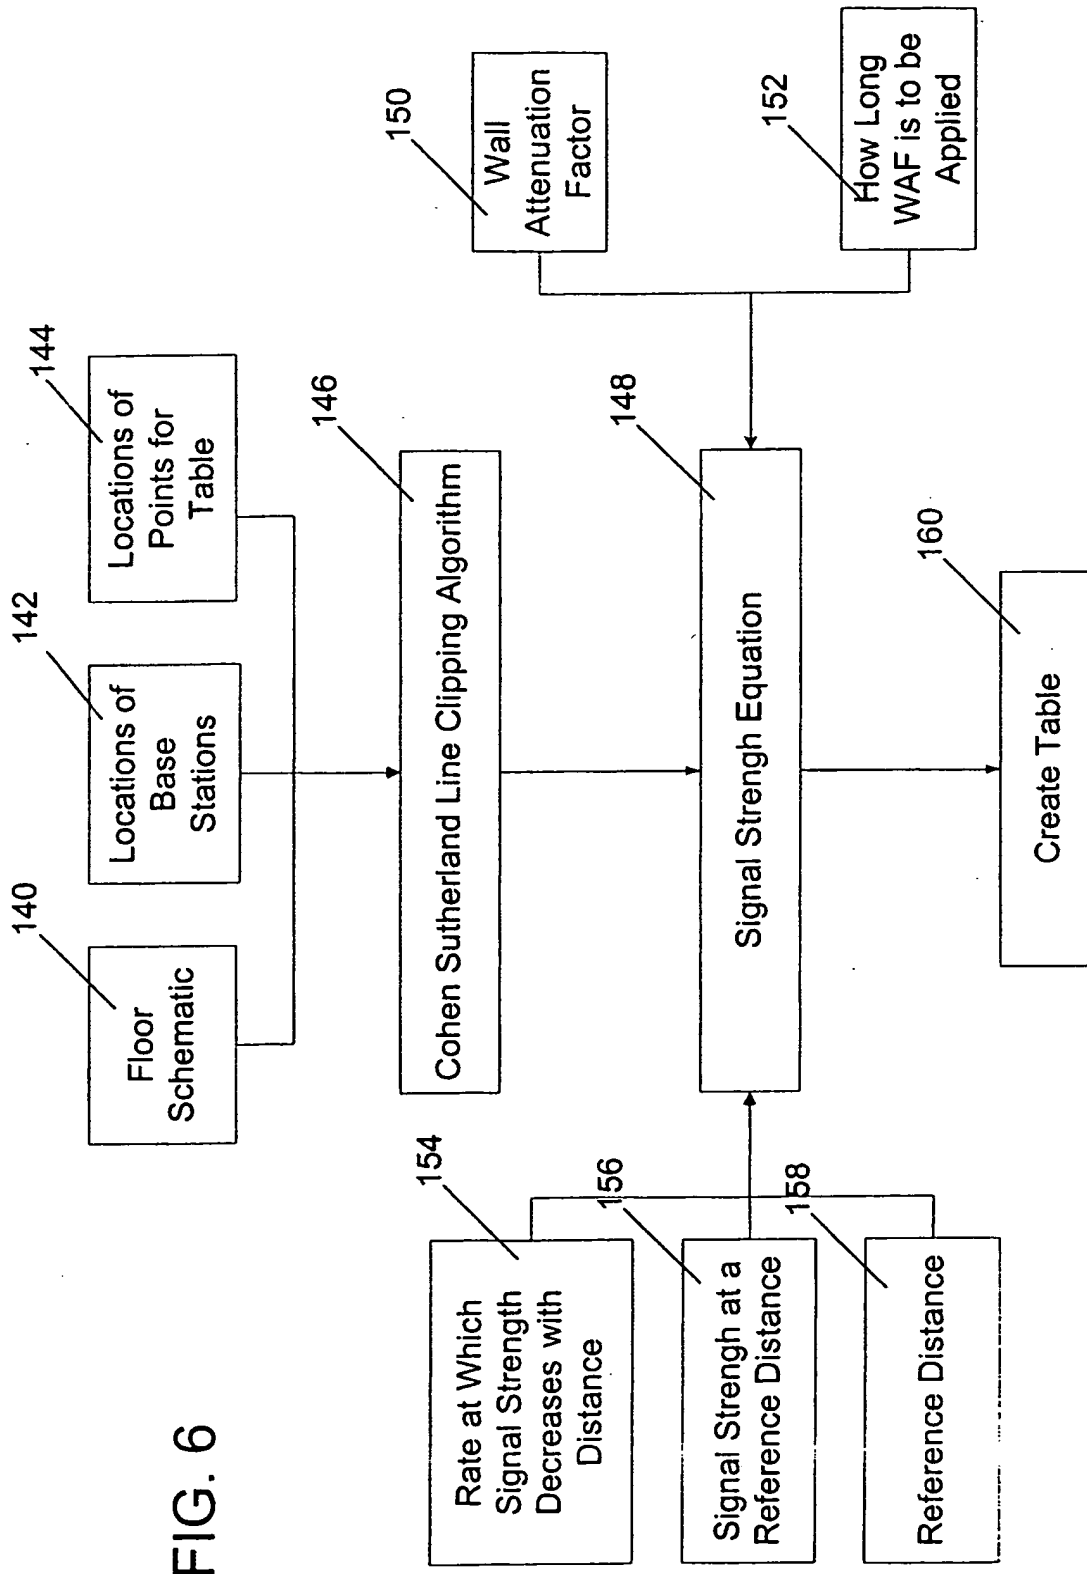 FIG. 6
140
Floor
Schematic
142
Locations of
Base
Stations
144
Locations of
Points for
Table
146
Cohen Sutherland Line Clipping Algorithm
148
Signal Strengh Equation
150
Wall
Attenuation
Factor
152
How Long
WAF is to be
Applied
154
Rate at Which
Signal Strength
Decreases with
Distance
156
Signal Strengh at a
Reference Distance
158
Reference Distance
160
Create Table